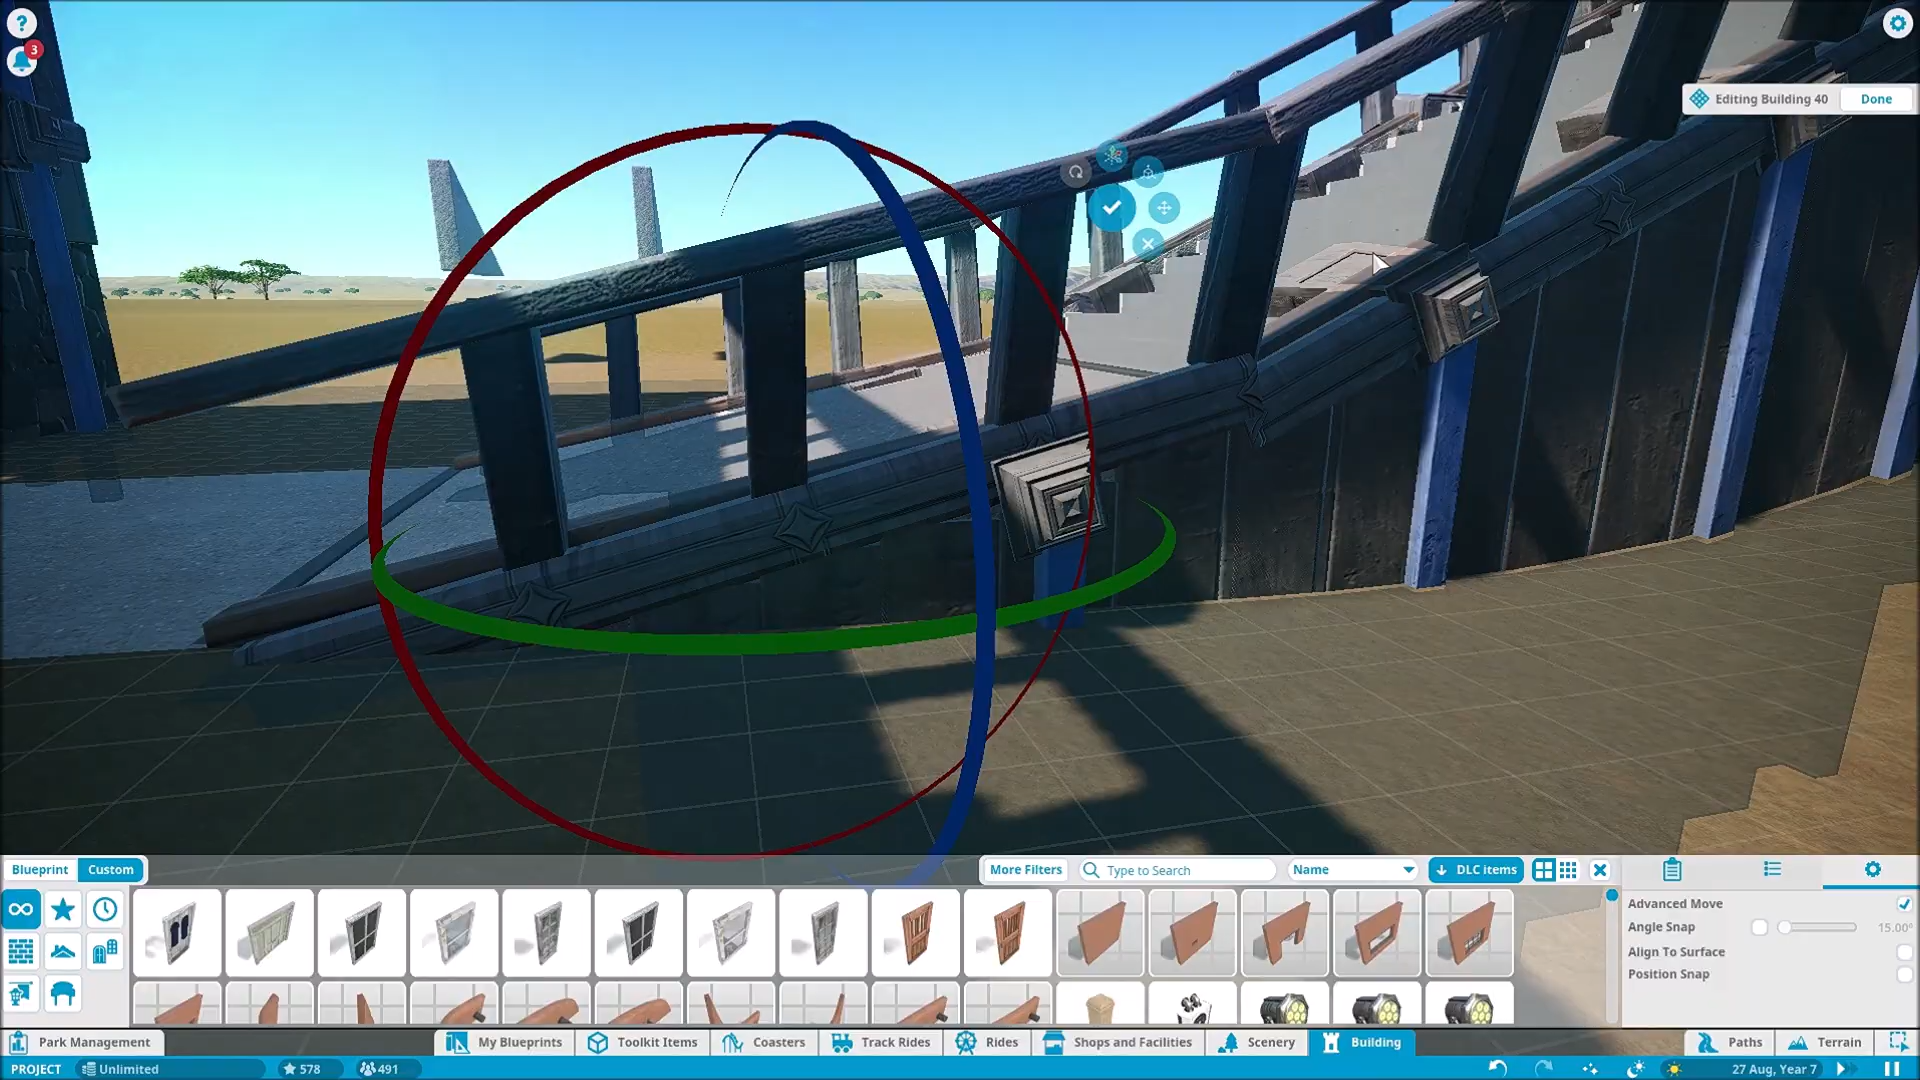 ?
3
Editing Building 40
Done
Blueprint
Custom
More Filters
Type to Search
Name
DLC items
Advanced Move
Angle Snap
15.00°
Align To Surface
Position Snap
Park Management
My Blueprints
Toolkit Items
Coasters
Track Rides
Rides
Shops and Facilities
Scenery
Building
Paths
Terrain
PROJECT
Unlimited
578
491
27 Aug, Year 7